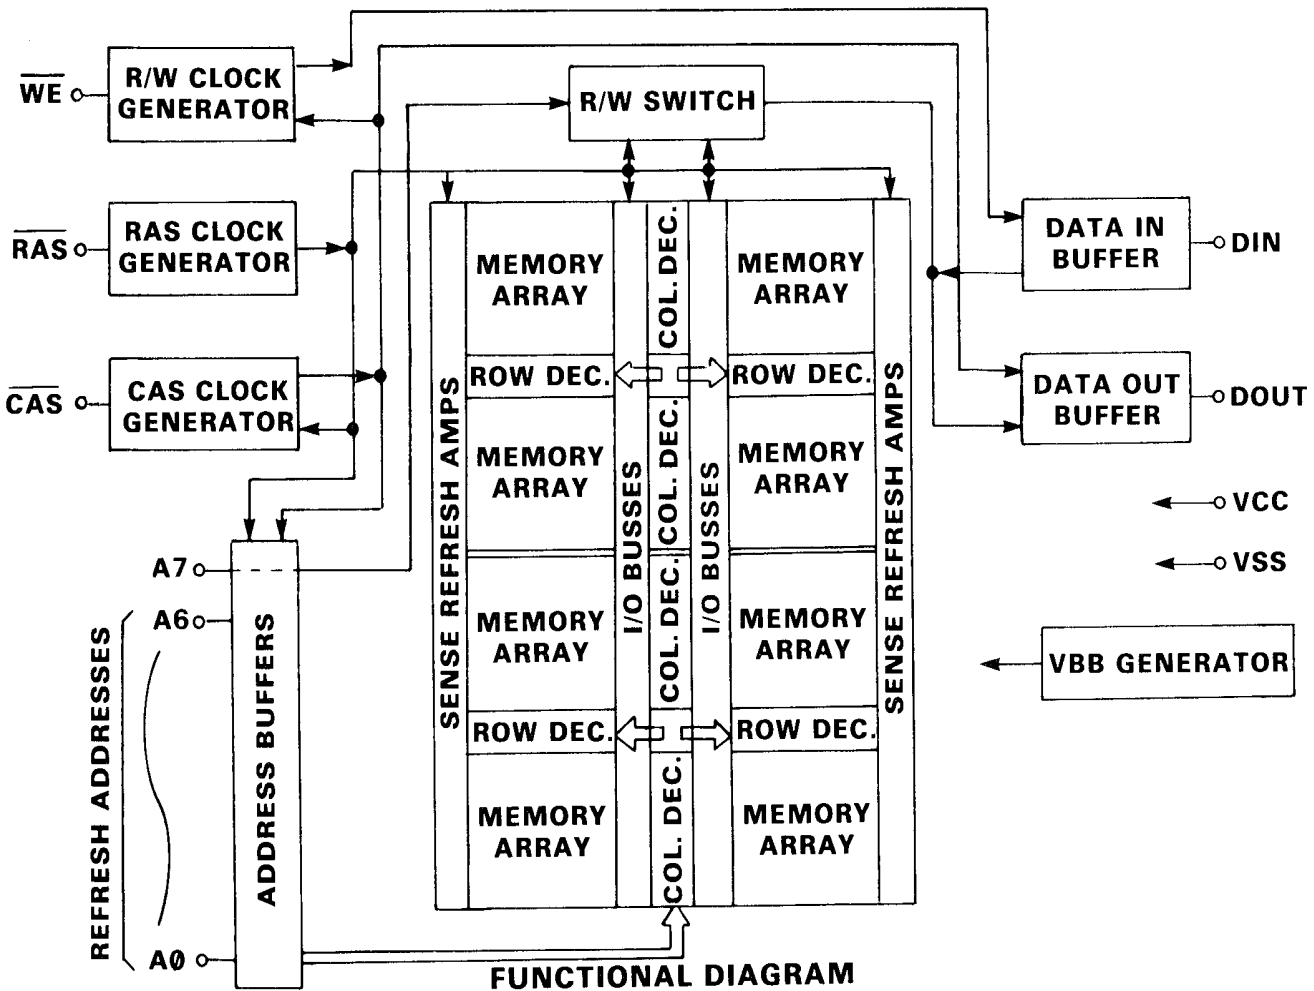 R/W CLOCK
GENERATOR
WE
R/W SWITCH
RAS CLOCK
GENERATOR
RAS
CAS CLOCK
GENERATOR
CAS
DATA IN
BUFFER
DIN
DATA OUT
BUFFER
DOUT
VCC
VSS
VBB GENERATOR
SENSE REFRESH AMPS
MEMORY
ARRAY
ROW DEC.
MEMORY
ARRAY
MEMORY
ARRAY
ROW DEC.
MEMORY
ARRAY
I/O BUSSES
COL. DEC.
COL. DEC.
COL. DEC.
COL. DEC.
I/O BUSSES
MEMORY
ARRAY
ROW DEC.
MEMORY
ARRAY
MEMORY
ARRAY
ROW DEC.
MEMORY
ARRAY
SENSE REFRESH AMPS
A7
A6
A0
REFRESH ADDRESSES
ADDRESS BUFFERS
FUNCTIONAL DIAGRAM